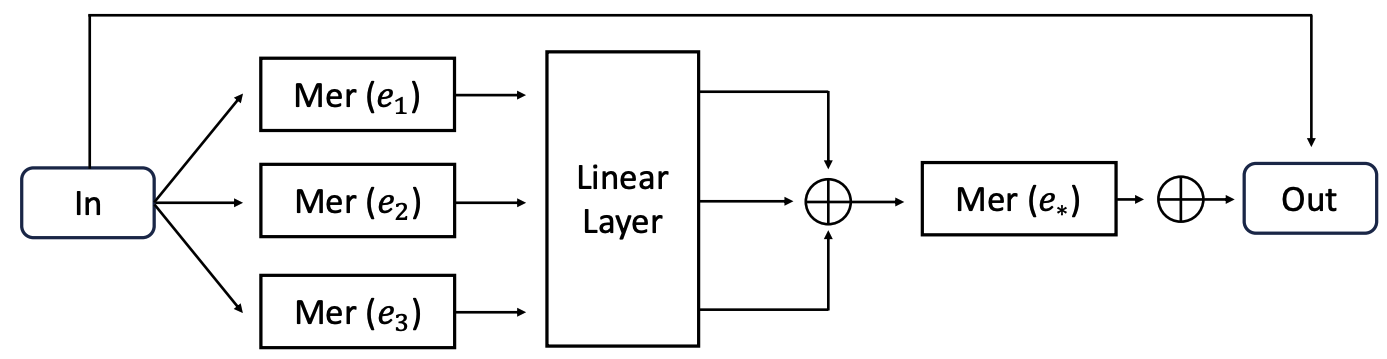 In
Mer (e₁)
Mer (e₂)
Mer (e₃)
Linear
Layer
Mer (e∗)
Out